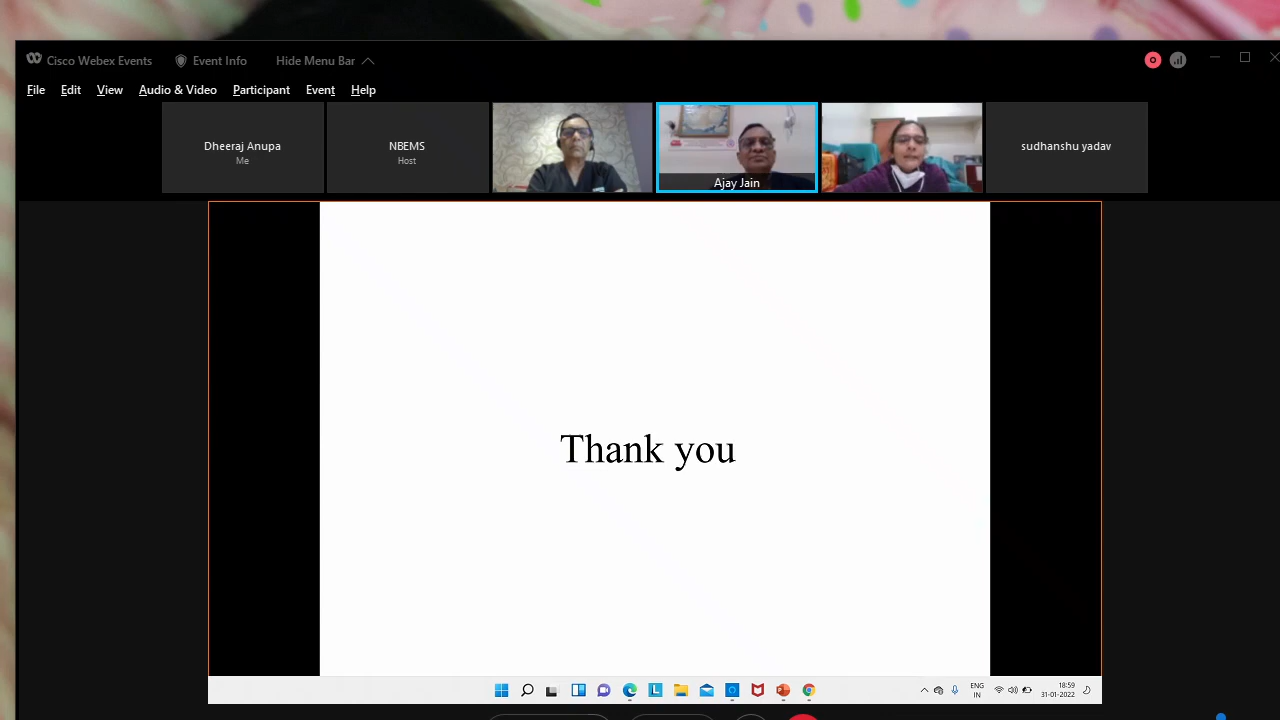 Cisco Webex Events Event Info Hide Menu Bar
File Edit View Audio & Video Participant Event Help
Dheeraj Anupa
Me
NBEMS
Host
Ajay Jain
sudhanshu yadav
Thank you
ENG
IN
18:59
31-01-2022